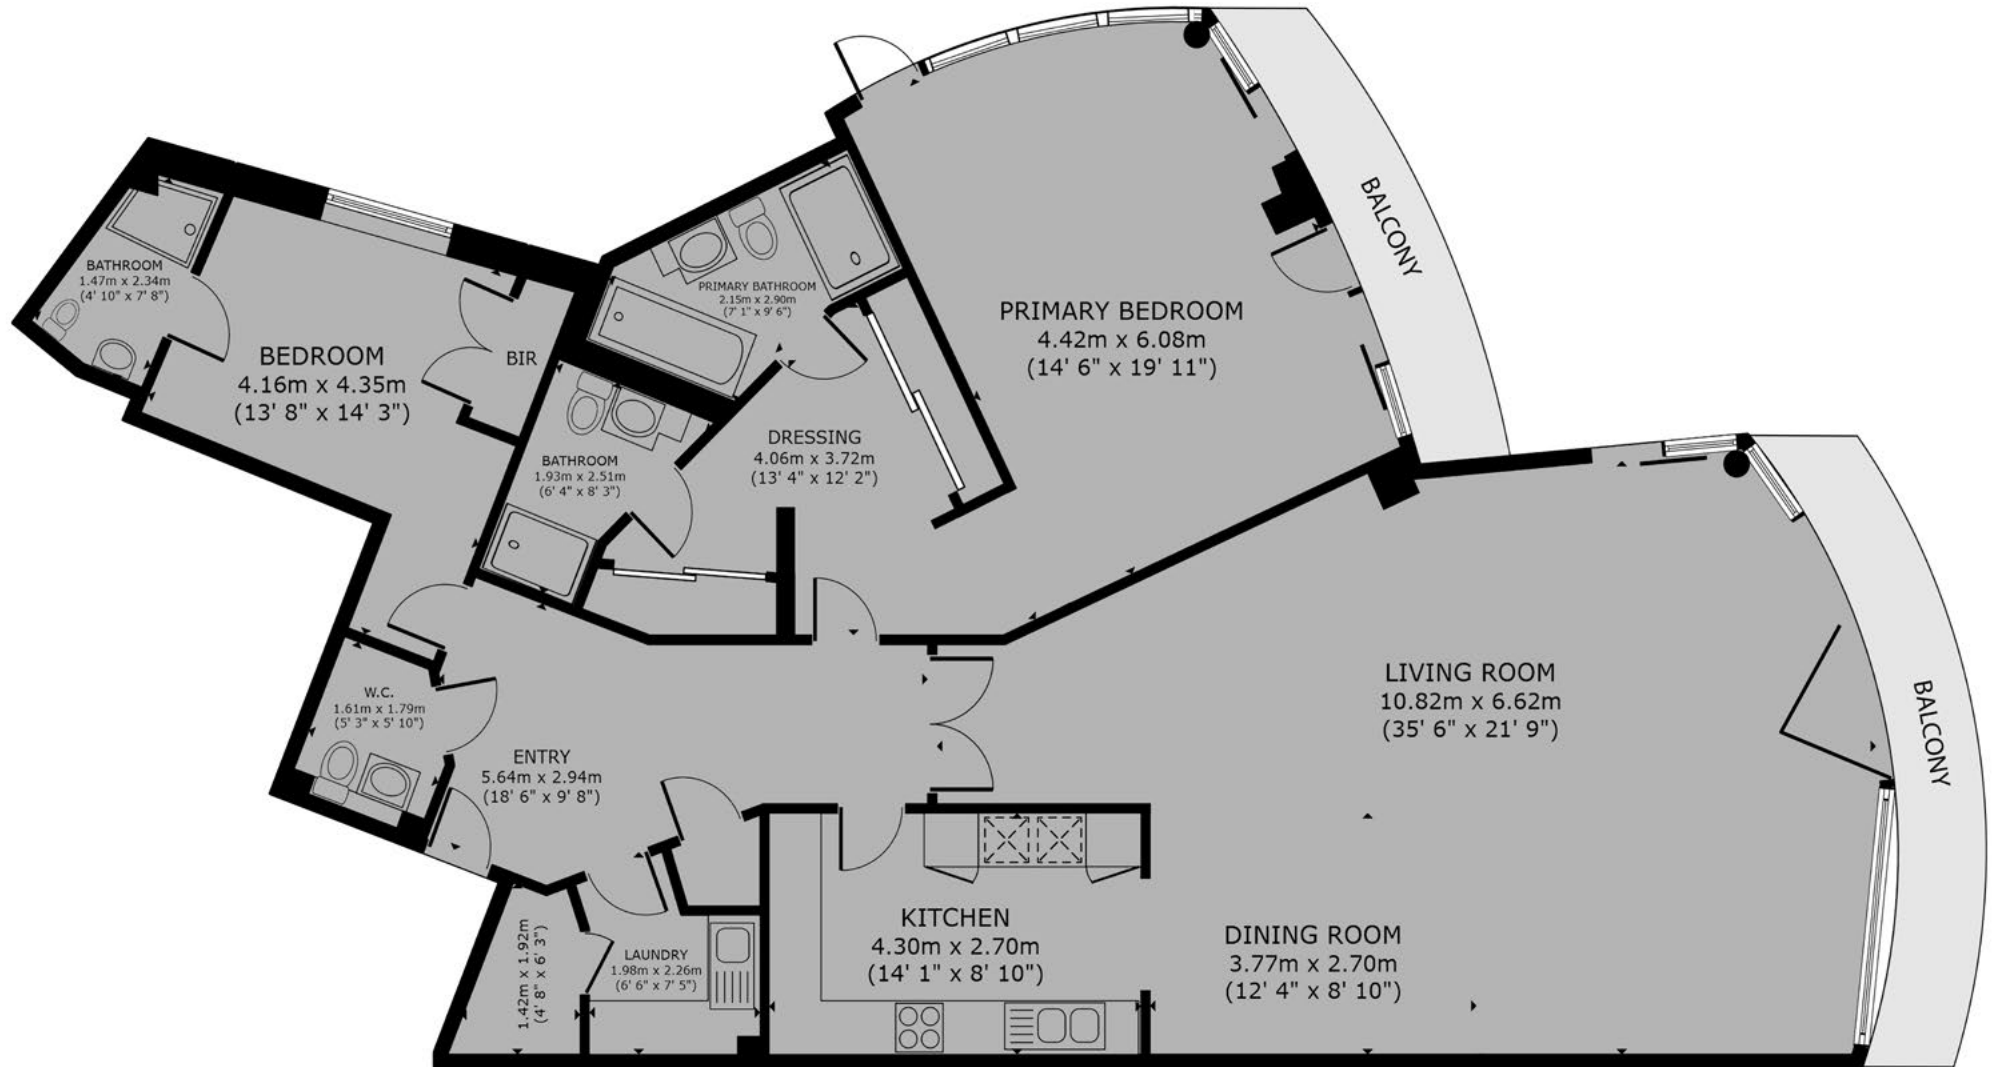 BALCONY
BATHROOM
1.47m x 2.34m
(4' 10" x 7' 8")
PRIMARY BATHROOM
2.15m x 2.90m
(7' 1" x 9' 6")
PRIMARY BEDROOM
4.42m x 6.08m
(14' 6" x 19' 11")
BEDROOM
4.16m x 4.35m
(13' 8" x 14' 3")
BIR
BATHROOM
1.93m x 2.51m
(6' 4" x 8' 3")
DRESSING
4.06m x 3.72m
(13' 4" x 12' 2")
W.C.
1.61m x 1.79m
(5' 3" x 5' 10")
ENTRY
5.64m x 2.94m
(18' 6" x 9' 8")
LIVING ROOM
10.82m x 6.62m
(35' 6" x 21' 9")
BALCONY
1.42m x 1.92m
(4' 8" x 6' 3")
LAUNDRY
1.98m x 2.26m
(6' 6" x 7' 5")
KITCHEN
4.30m x 2.70m
(14' 1" x 8' 10")
DINING ROOM
3.77m x 2.70m
(12' 4" x 8' 10")